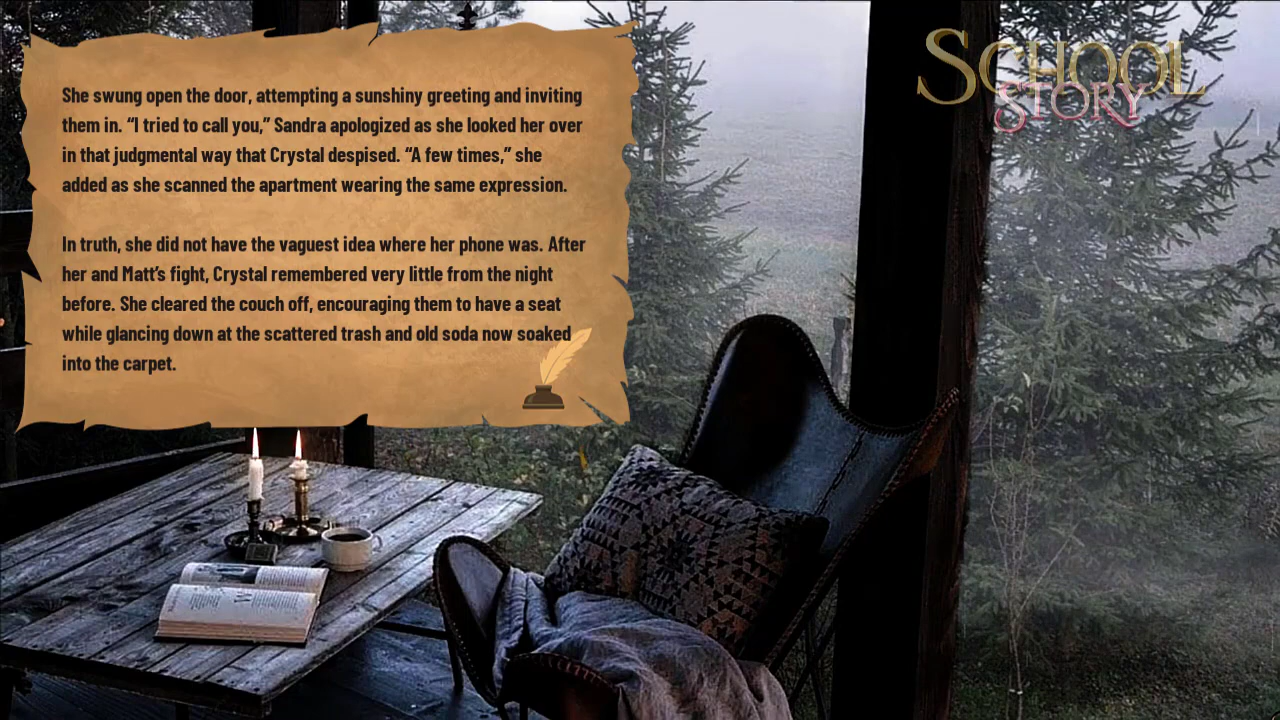 SCHOOL
STORY
She swung open the door, attempting a sunshiny greeting and inviting
them in. “I tried to call you,” Sandra apologized as she looked her over
in that judgmental way that Crystal despised. “A few times,” she
added as she scanned the apartment wearing the same expression.
In truth, she did not have the vaguest idea where her phone was. After
her and Matt’s fight, Crystal remembered very little from the night
before. She cleared the couch off, encouraging them to have a seat
while glancing down at the scattered trash and old soda now soaked
into the carpet.